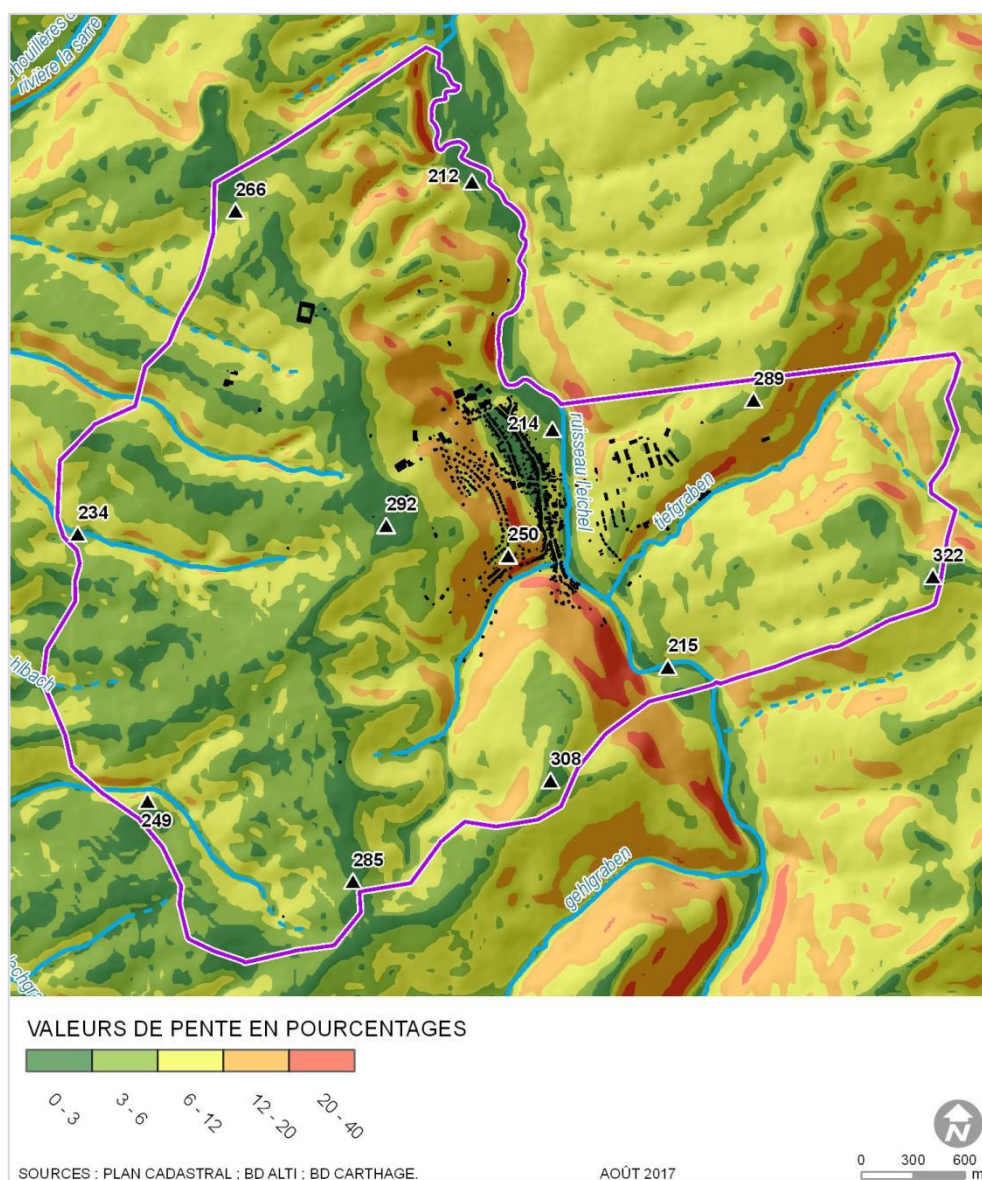 houillères d
rivière la sarre
212
266
289
214
ruisseau l'eichel
tiefgraben
292
234
250
322
215
ehlbach
308
249
285
gehlgraben
VALEURS DE PENTE EN POURCENTAGES
0 - 3
3 - 6
6 - 12
12 - 20
20 - 40
N
0 300 600
m
SOURCES : PLAN CADASTRAL ; BD ALTI ; BD CARTHAGE.
AOÛT 2017